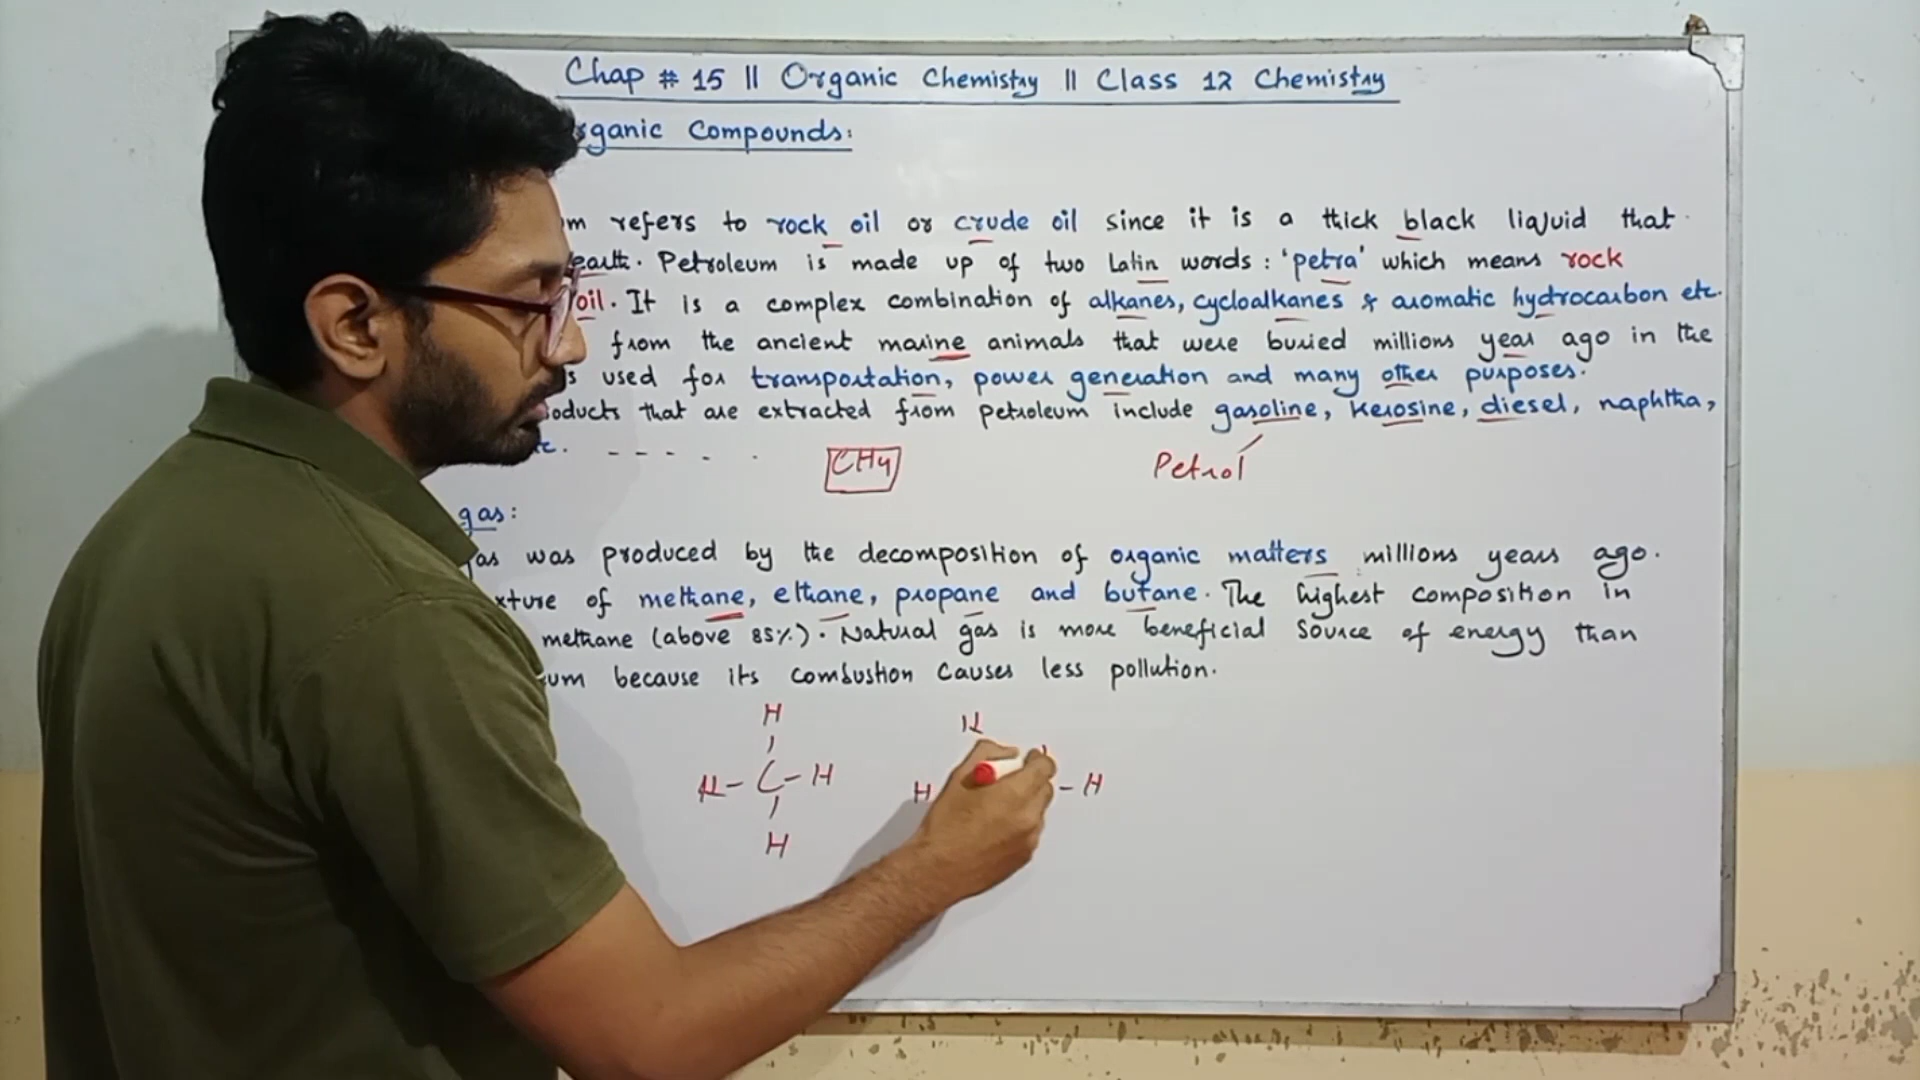 Chap # 15 || Organic Chemistry || Class 12 Chemistry
rganic Compounds:
m refers to rock oil or crude oil since it is a thick black liquid that
earth. Petroleum is made up of two Latin words: 'petra' which means rock
oil. It is a complex combination of alkanes, cycloalkanes & aromatic hydrocarbon etc.
from the ancient marine animals that were buried millions year ago in the
s used for transportation, power generation and many other purposes.
oducts that are extracted from petroleum include gasoline, kerosine, diesel, naphtha,
tc. - - - - - .
CH4 Petrol
gas:
as was produced by the decomposition of organic matters millions years ago.
xture of methane, ethane, propane and butane. The highest composition in
methane (above 85%). Natural gas is more beneficial source of energy than
um because its combustion causes less pollution.
H H
H - C - H H - H
H